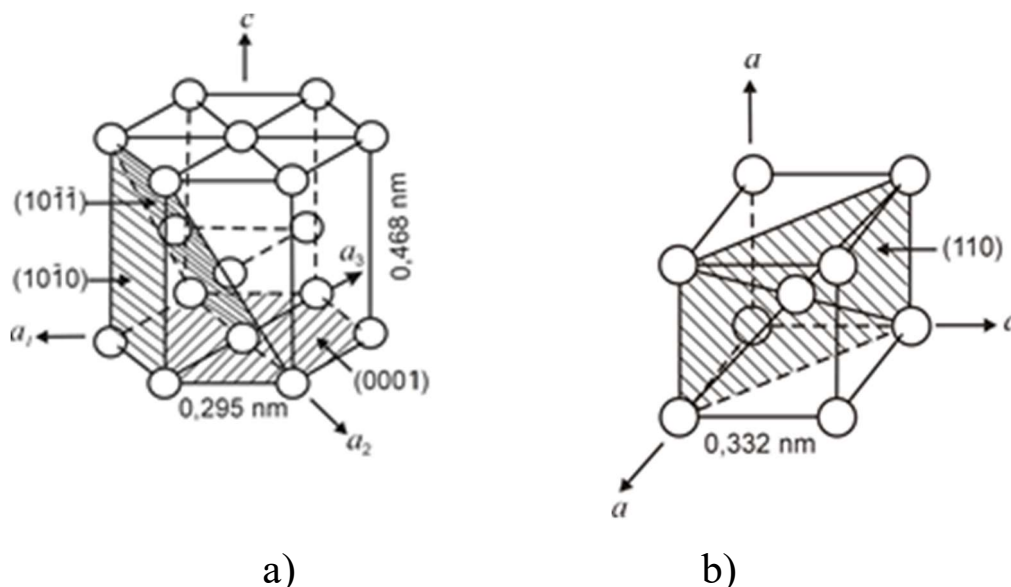 c
(101̄1̄)
(101̄0)
a₁
0,295 nm
a₂
(0001)
a₃
0,468 nm
a)
a
(110)
a
0,332 nm
a
b)